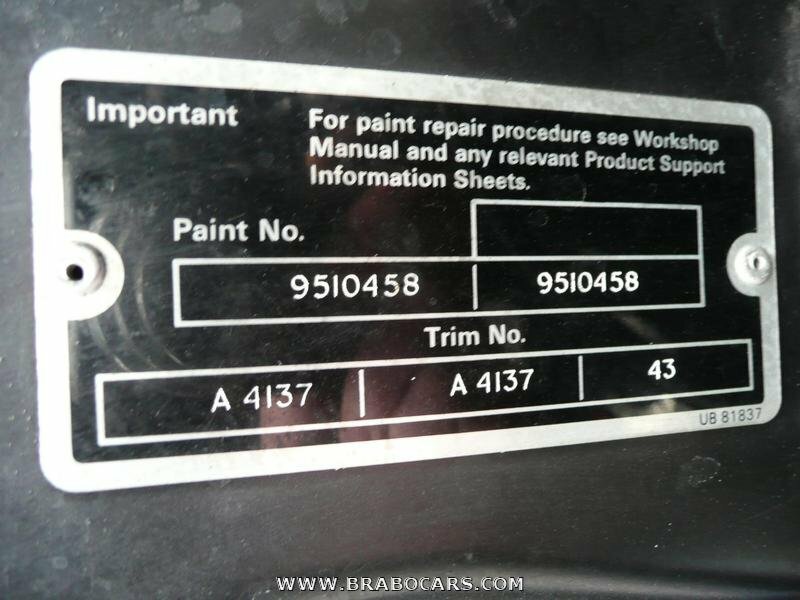 Important
For paint repair procedure see Workshop
Manual and any relevant Product Support
Information Sheets.
Paint No.
9510458 9510458
Trim No.
A 4137 A 4137 43
UB 81837
WWW.BRABOCARS.COM